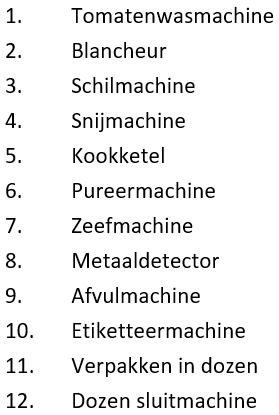 1. Tomatenwasmachine
2. Blancheur
3. Schilmachine
4. Snijmachine
5. Kookketel
6. Pureermachine
7. Zeefmachine
8. Metaaldetector
9. Afvulmachine
10. Etiketteermachine
11. Verpakken in dozen
12. Dozen sluitmachine